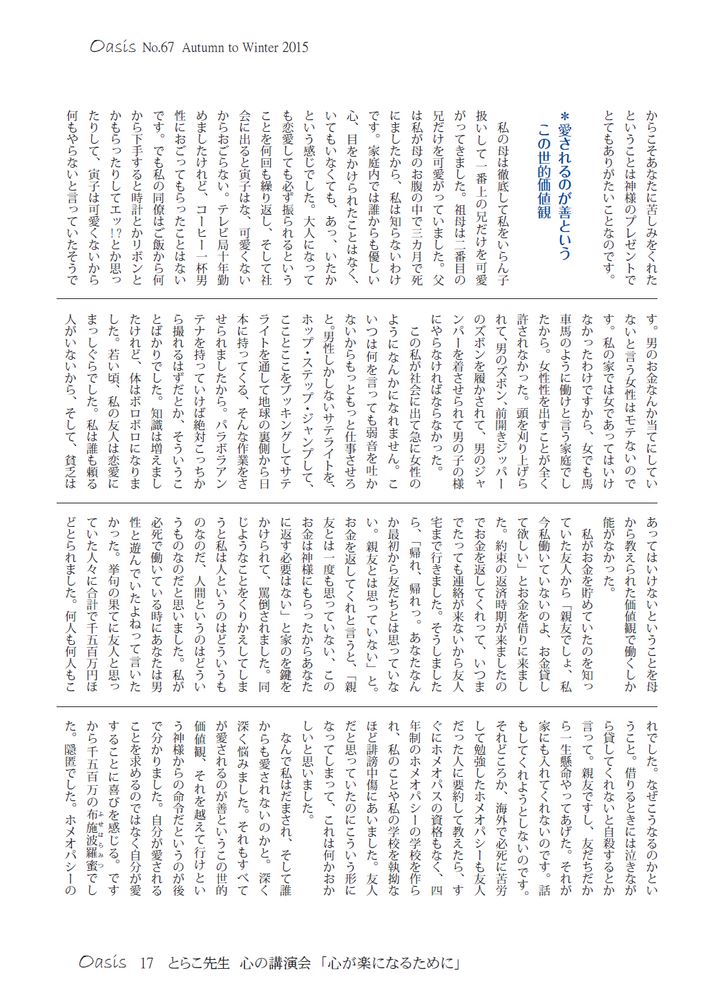 Oasis No.67 Autumn to Winter 2015
からこそあなたに苦しみをくれた
ということは神様のプレゼントで
とてもありがたいことなのです。
＊愛されるのが善という
この世的価値観
私の母は徹底して私をいらん子
扱いして一番上の兄だけを可愛
がってきました。祖母は二番目の
兄だけを可愛がっていました。父
は私が母のお腹の中で三カ月で死
にましたから、私は知らないわけ
です。家庭内では誰からも優しい
心、目をかけられたことはなく、
いてもいなくても、あっ、いたか
という感じでした。大人になって
も恋愛しても必ず振られるという
ことを何回も繰り返し、そして社
会に出ると寅子はな、可愛くない
からおごらない。テレビ局十年勤
めましたけれど、コーヒー一杯男
性におごってもらったことはない
です。でも私の同僚はご飯から何
から下手すると時計とかリボンと
かもらったりしてエッ!?とか思っ
たりして、寅子は可愛くないから
何もやらないと言っていたそうで
す。男のお金なんか当てにしてい
ないと言う女性はモテないので
す。私の家では女であってはいけ
なかったわけですから、女でも馬
車馬のように働けと言う家庭でし
たから。女性性を出すことが全く
許されなかった。頭を刈り上げら
れて、男のズボン、前開きジッパー
のズボンを履かされて、男のジャ
ンパーを着させられて男の子の様
にやらなければならなかった。
この私が社会に出て急に女性の
ようになんかになれません。こ
いつは何を言っても弱音を吐か
ないからもっともっと仕事させろ
と。男性しかしないサテライトを、
ホップ・ステップ・ジャンプして、
こことここをブッキングしてサテ
ライトを通して地球の裏側から日
本に持ってくる、そんな作業をさ
せられましたから。パラボラアン
テナを持っていけば絶対こっちか
ら撮れるはずだとか、そういうこ
とばかりでした。知識は増えまし
たけれど、体はボロボロになりま
した。若い頃、私の友人は恋愛に
まっしぐらでした。私は誰も頼る
人がいないから、そして、貧乏は
あってはいけないということを母
から教えられた価値観で働くしか
能がなかった。
私がお金を貯めていたのを知っ
ていた友人から「親友でしょ、私
今私働いていないのよ、お金貸し
て欲しい」とお金を借りに来まし
た。約束の返済時期が来ましたの
でお金を返してくれって、いつま
でたっても連絡が来ないから友人
宅まで行きました。そうしました
ら、「帰れ、帰れっ。あなたなん
か最初から友だちとは思っていな
い。親友とは思っていない」と。
お金を返してくれと言うと、「親
友とは一度も思っていない、この
お金は神様にもらったからあなた
に返す必要はない」と家のを鍵を
かけられて、罵倒されました。同
じようなことをくりかえしてしま
うと私は人というのはどういうも
のなのだ、人間というのはどうい
うものなのだと思いました。私が
必死で働いている時にあなたは男
性と遊んでいたよねって言いた
かった。挙句の果てに友人と思っ
ていた人々に合計で千五百万円ほ
どとられました。何人も何人もこ
れでした。なぜこうなるのかとい
うこと。借りるときには泣きなが
ら貸してくれないと自殺するとか
言って。親友ですし、友だちだか
ら一生懸命やってあげた。それが
家にも入れてくれないのです。話
もしてくれようとしないのです。
それどころか、海外で必死に苦労
して勉強したホメオパシーも友人
だった人に要約して教えたら、す
ぐにホメオパスの資格もなく、四
年制のホメオパシーの学校を作ら
れ、私のことや私の学校を執拗な
ほど誹謗中傷にあいました。友人
だと思っていたのにこういう形に
なってしまって、これは何かおか
しいと思いました。
なんで私はだまされ、そして誰
からも愛されないのかと。深く
深く悩みました。それもすべて
が愛されるのが善というこの世的
価値観、それを越えて行けとい
う神様からの命令だというのが後
で分かりました。自分が愛される
ことを求めるのではなく自分が愛
することに喜びを感じる。です
から千五百万の布施波羅蜜でし
た。隠匿でした。ホメオパシーの
Oasis 17 とらこ先生 心の講演会 「心が楽になるために」